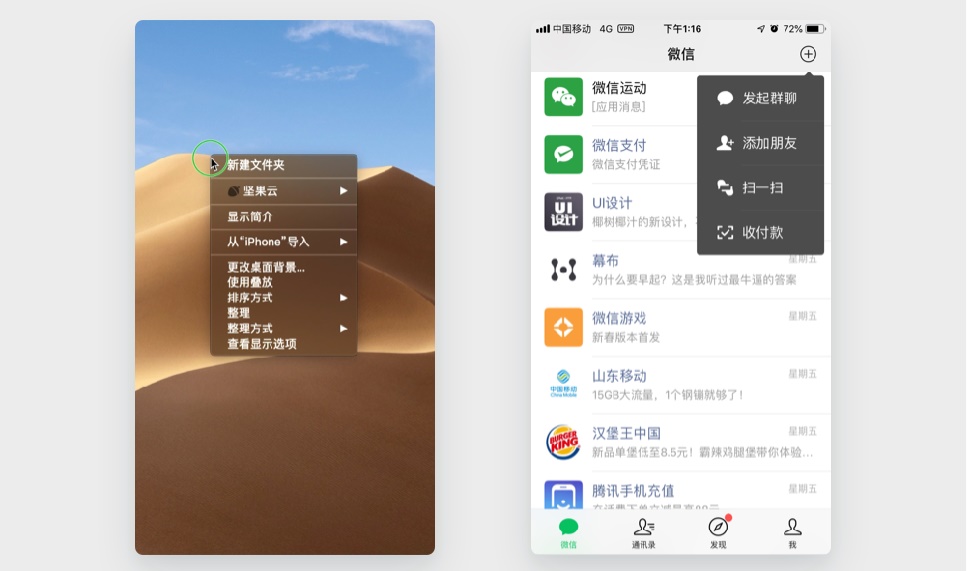 新建文件夹
坚果云
显示简介
从“iPhone”导入
更改桌面背景...
使用叠放
排序方式
整理
整理方式
查看显示选项
中国移动 4G VPN 下午1:16 72%
微信
发起群聊
添加朋友
扫一扫
收付款
微信运动
[应用消息]
微信支付
微信支付凭证
UI设计
UI
设计
椰树椰汁的新设计，
幕布 星期五
为什么要早起？这是我听过最牛逼的答案
微信游戏 星期五
新春版本首发
山东移动 星期五
中国移动
China Mobile
15GB大流量，1个钢镚就够了！
汉堡王中国 星期五
BURGER
KING
新品单堡低至8.5元！霸辣鸡腿堡带你体验...
腾讯手机充值 星期五
微信 通讯录 发现 我